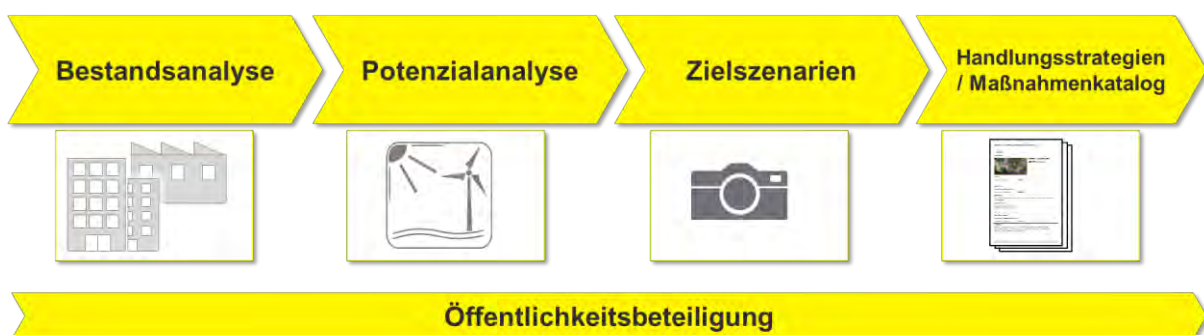 Bestandsanalyse
Potenzialanalyse
Zielszenarien
Handlungsstrategien
/ Maßnahmenkatalog
Öffentlichkeitsbeteiligung